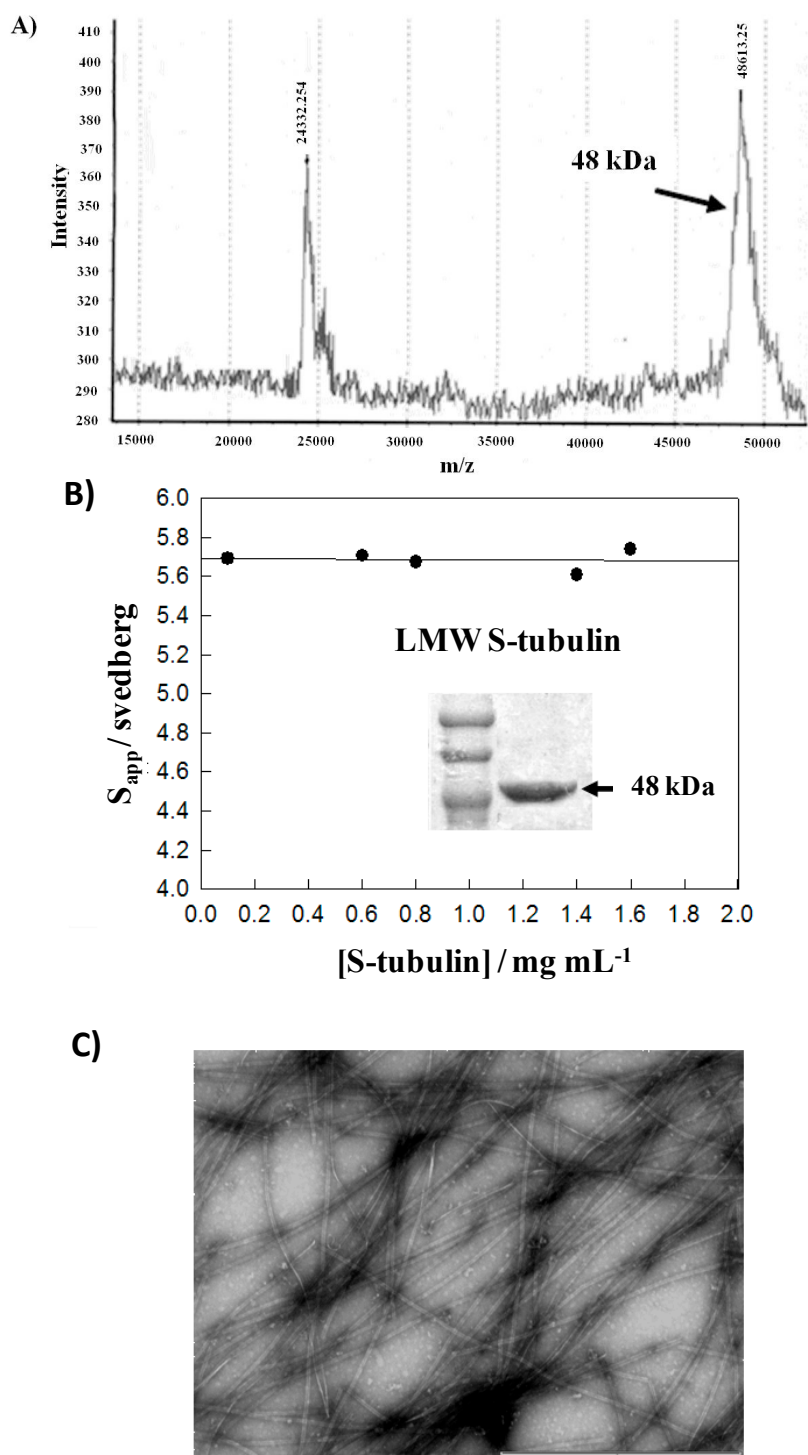 A)
410
400
390
380
370
360
350
340
330
320
310
300
290
280
Intensity
24332.254
48613.25
48 kDa
15000 20000 25000 30000 35000 40000 45000 50000
m/z
B)
6.0
5.8
5.6
5.4
5.2
5.0
4.8
4.6
4.4
4.2
4.0
S_app / svedberg
LMW S-tubulin
48 kDa
0.0 0.2 0.4 0.6 0.8 1.0 1.2 1.4 1.6 1.8 2.0
[S-tubulin] / mg mL⁻¹
C)